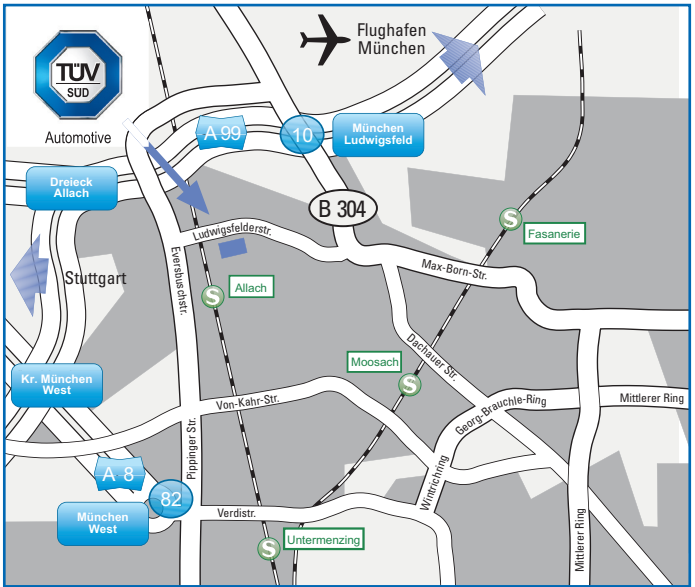 TÜV
SÜD
Automotive
Flughafen
München
A 99
10
München
Ludwigsfeld
Dreieck
Allach
B 304
Ludwigsfelderstr.
Fasanerie
S
Eversbuschstr.
Stuttgart
Max-Born-Str.
S
Allach
Dachauer Str.
Moosach
S
Kr. München
West
Von-Kahr-Str.
Georg-Brauchle-Ring
Mittlerer Ring
Pippinger Str.
A 8
82
Wintrichring
München
West
Verdistr.
Mittlerer Ring
S
Untermenzing